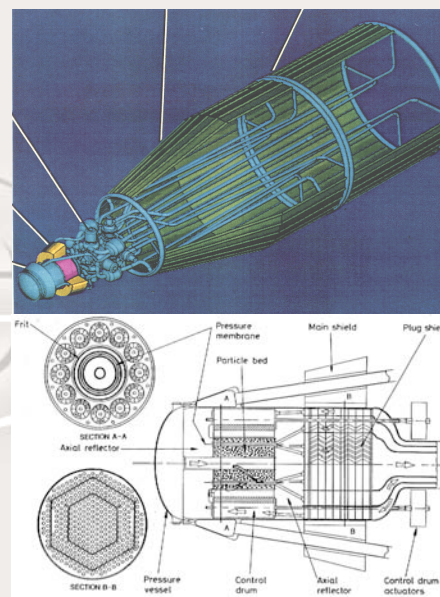 Frit
Pressure
membrane
Main shield
Plug shie
Particle bed
A
B
SECTION A-A
Axial reflector
A
B
SECTION B-B
Pressure
vessel
Control
drum
Axial
reflector
Control drum
actuators